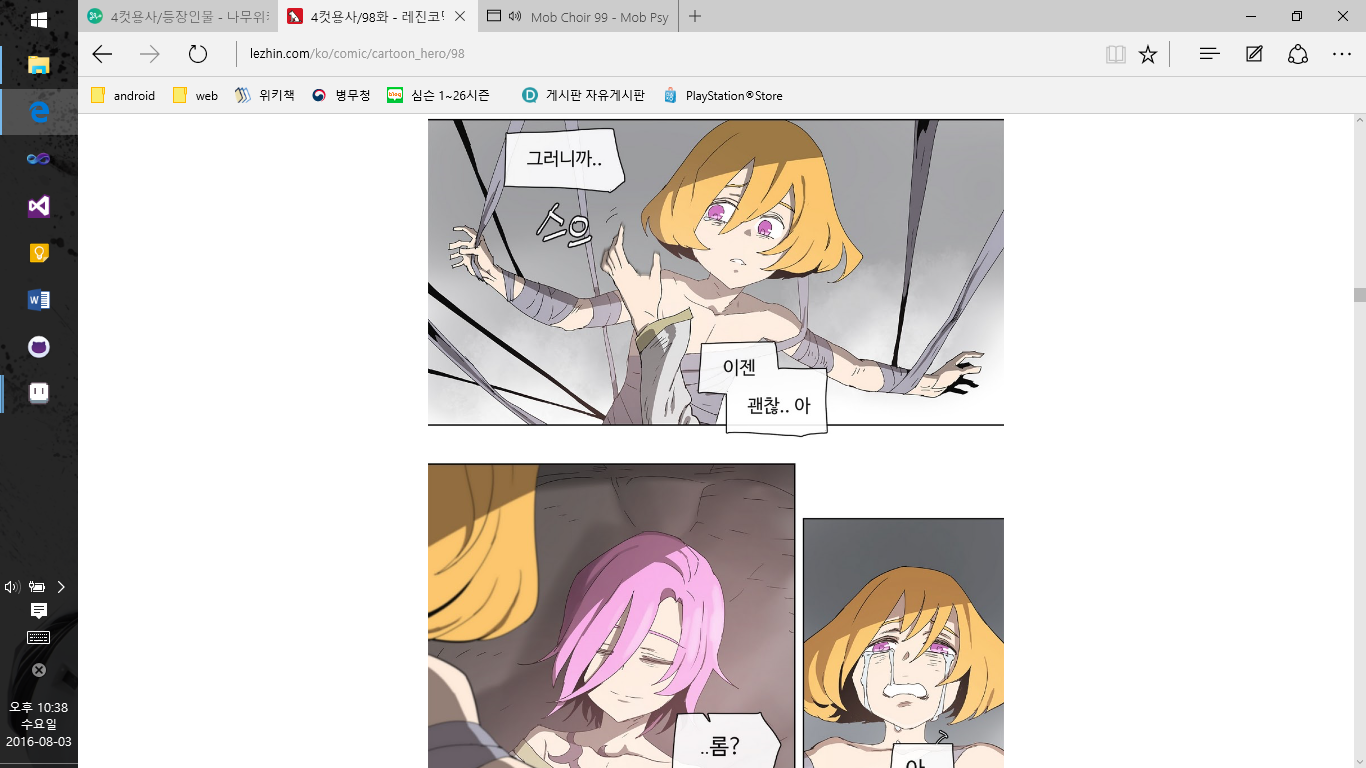 4컷용사/등장인물 - 나무위키
4컷용사/98화 - 레진코믹
Mob Choir 99 - Mob Psy
lezhin.com/ko/comic/cartoon_hero/98
android
web
위키책
병무청
blog
심슨 1~26시즌
게시판 자유게시판
PlayStation®Store
그러니까..
스윽
이젠
괜찮.. 아
..롬?
아
오후 10:38
수요일
2016-08-03